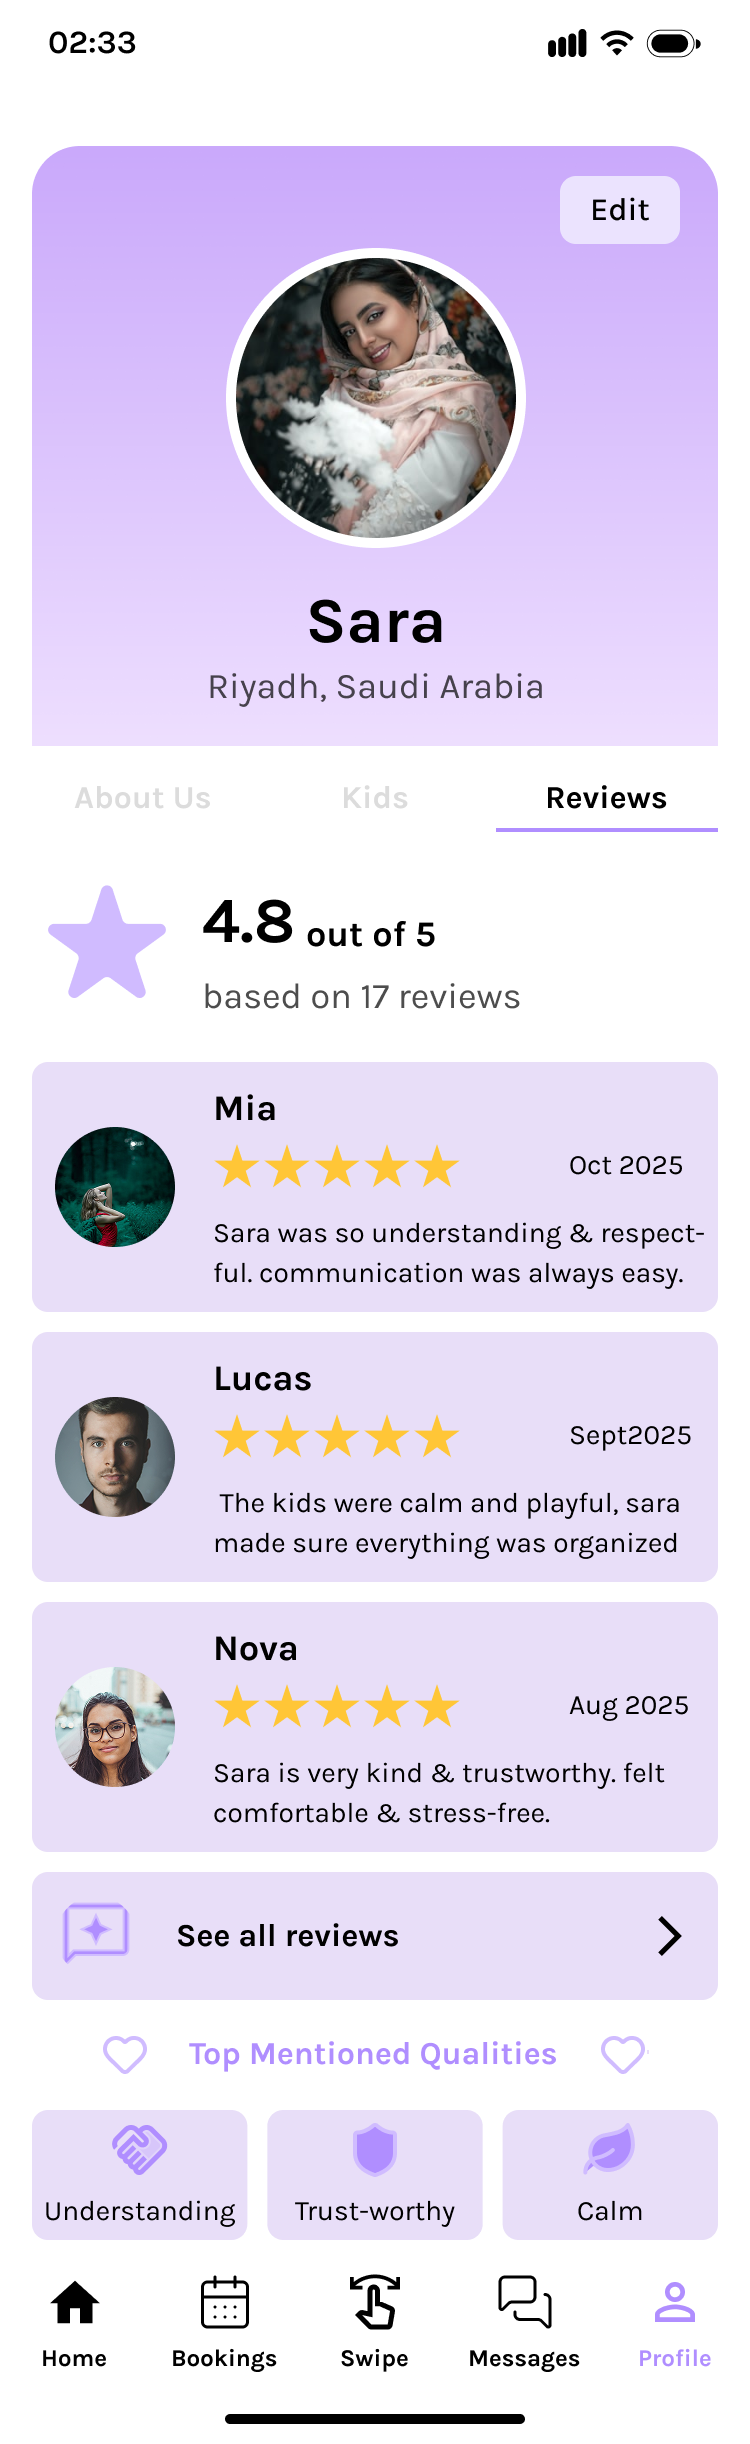 02:33
Edit
Sara
Riyadh, Saudi Arabia
About Us Kids Reviews
4.8 out of 5
based on 17 reviews
Mia
Oct 2025
Sara was so understanding & respect-
ful. communication was always easy.
Lucas
Sept2025
The kids were calm and playful, sara
made sure everything was organized
Nova
Aug 2025
Sara is very kind & trustworthy. felt
comfortable & stress-free.
See all reviews
Top Mentioned Qualities
Understanding Trust-worthy Calm
Home Bookings Swipe Messages Profile